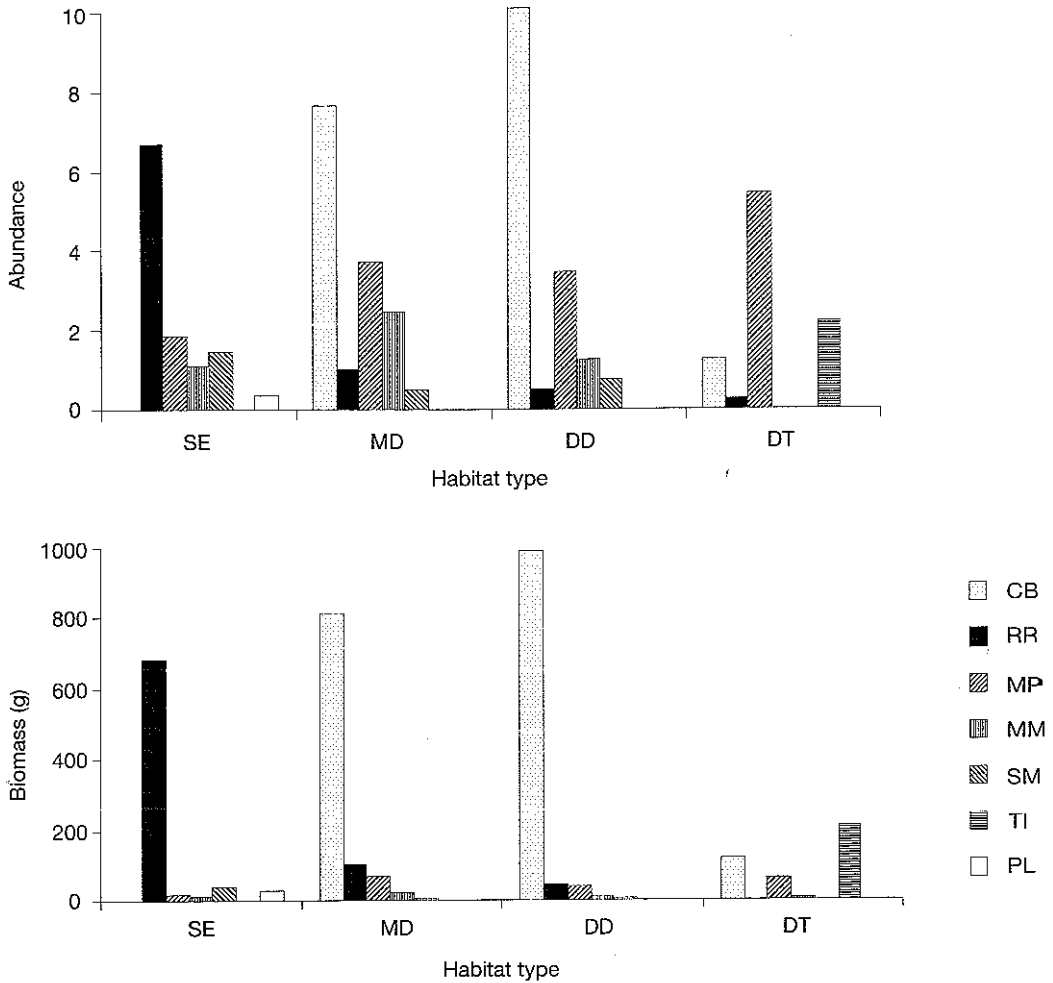 10
8
6
4
2
0
Abundance
SE MD DD DT
Habitat type
1000
800
600
400
200
0
Biomass (g)
SE MD DD DT
Habitat type
CB
RR
MP
MM
SM
TI
PL